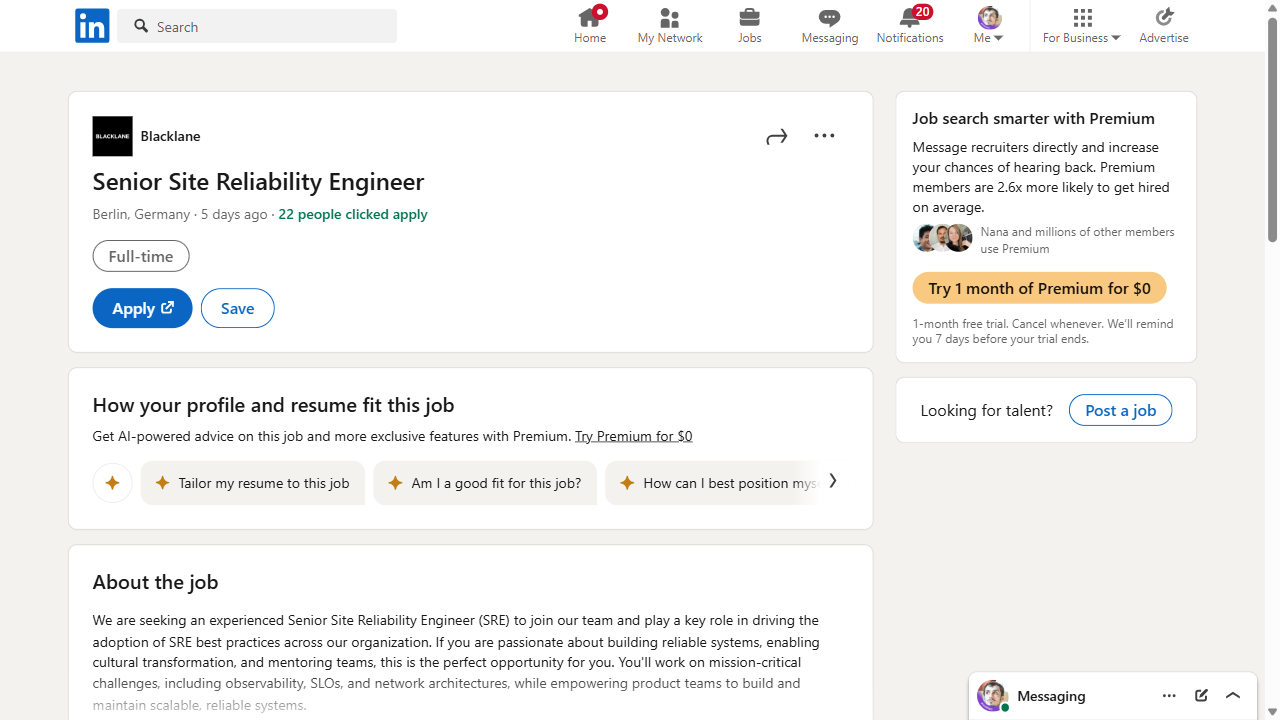 Search
Home
My Network
Jobs
Messaging
20
Notifications
Me
For Business
Advertise
BLACKLANE
Blacklane
Senior Site Reliability Engineer
Berlin, Germany · 5 days ago · 22 people clicked apply
Full-time
Apply
Save
How your profile and resume fit this job
Get AI-powered advice on this job and more exclusive features with Premium. Try Premium for $0
Tailor my resume to this job
Am I a good fit for this job?
How can I best position mys
About the job
We are seeking an experienced Senior Site Reliability Engineer (SRE) to join our team and play a key role in driving the
adoption of SRE best practices across our organization. If you are passionate about building reliable systems, enabling
cultural transformation, and mentoring teams, this is the perfect opportunity for you. You'll work on mission-critical
challenges, including observability, SLOs, and network architectures, while empowering product teams to build and
maintain scalable, reliable systems.
Job search smarter with Premium
Message recruiters directly and increase
your chances of hearing back. Premium
members are 2.6x more likely to get hired
on average.
Nana and millions of other members
use Premium
Try 1 month of Premium for $0
1-month free trial. Cancel whenever. We'll remind
you 7 days before your trial ends.
Looking for talent?
Post a job
Messaging